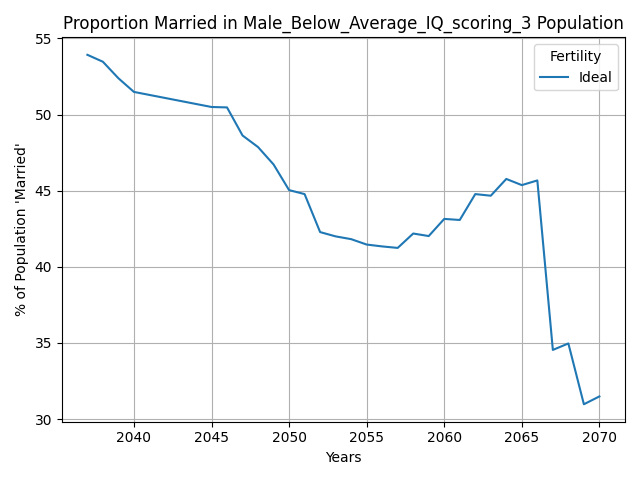 Proportion Married in Male_Below_Average_IQ_scoring_3 Population
% of Population 'Married'
55
50
45
40
35
30
Fertility
Ideal
2040 2045 2050 2055 2060 2065 2070
Years